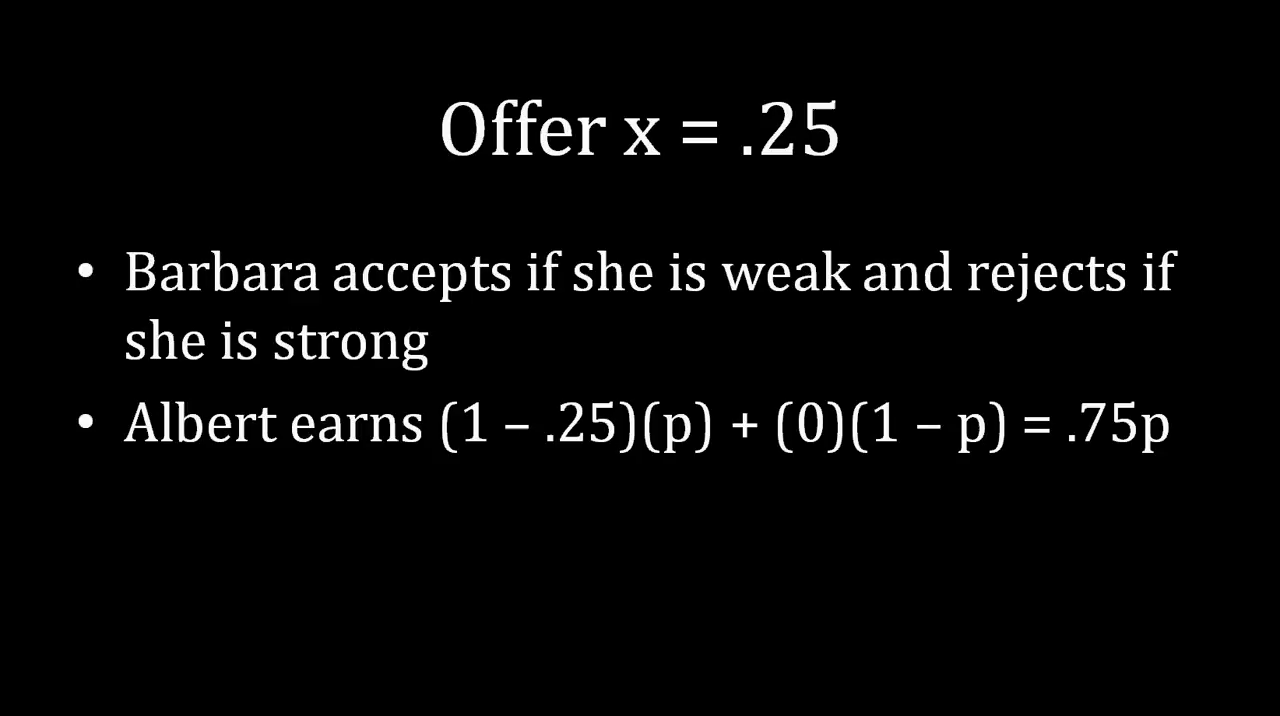 Offer x = .25
• Barbara accepts if she is weak and rejects if
she is strong
• Albert earns (1 – .25)(p) + (0)(1 – p) = .75p